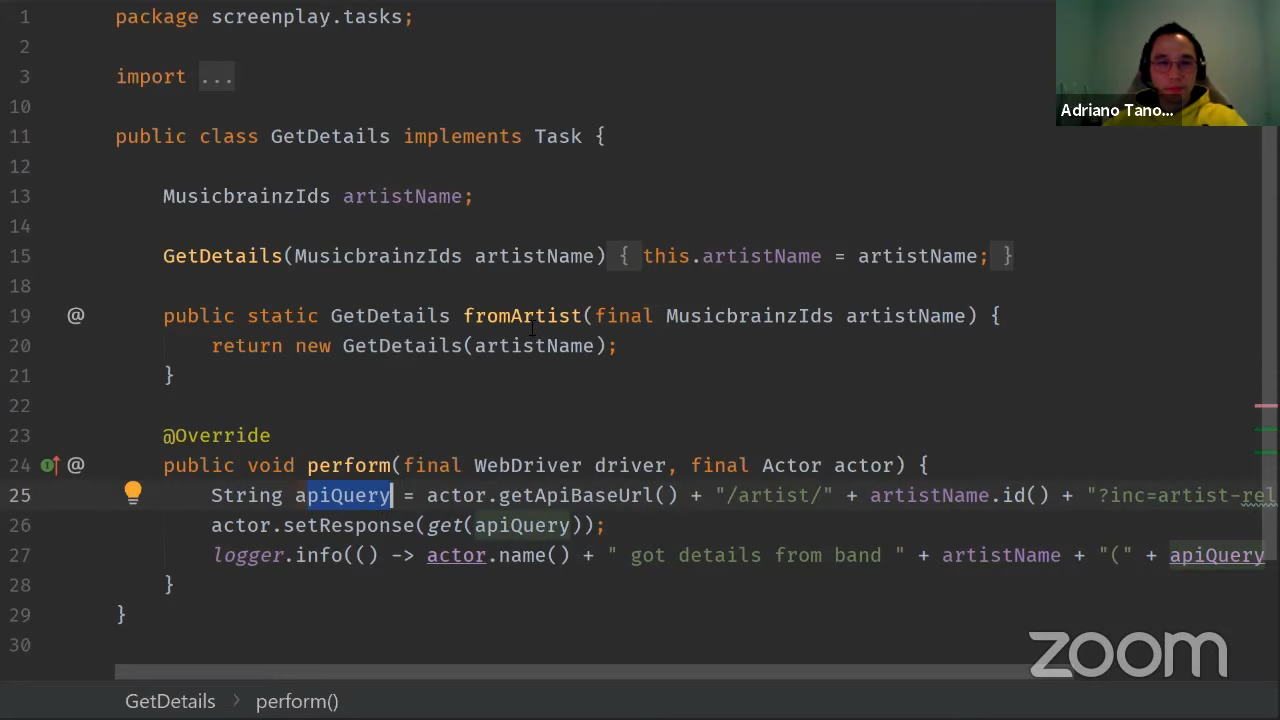 1 package screenplay.tasks;
2
3 import ...
10
11 public class GetDetails implements Task {
12
13 MusicbrainzIds artistName;
14
15 GetDetails(MusicbrainzIds artistName) { this.artistName = artistName; }
18
19 @ public static GetDetails fromArtist(final MusicbrainzIds artistName) {
20 return new GetDetails(artistName);
21 }
22
23 @Override
24 @ public void perform(final WebDriver driver, final Actor actor) {
25 String apiQuery = actor.getApiBaseUrl() + "/artist/" + artistName.id() + "?inc=artist-rel
26 actor.setResponse(get(apiQuery));
27 logger.info(() -> actor.name() + " got details from band " + artistName + "(" + apiQuery
28 }
29 }
30
GetDetails > perform()
Adriano Tano...
zoom